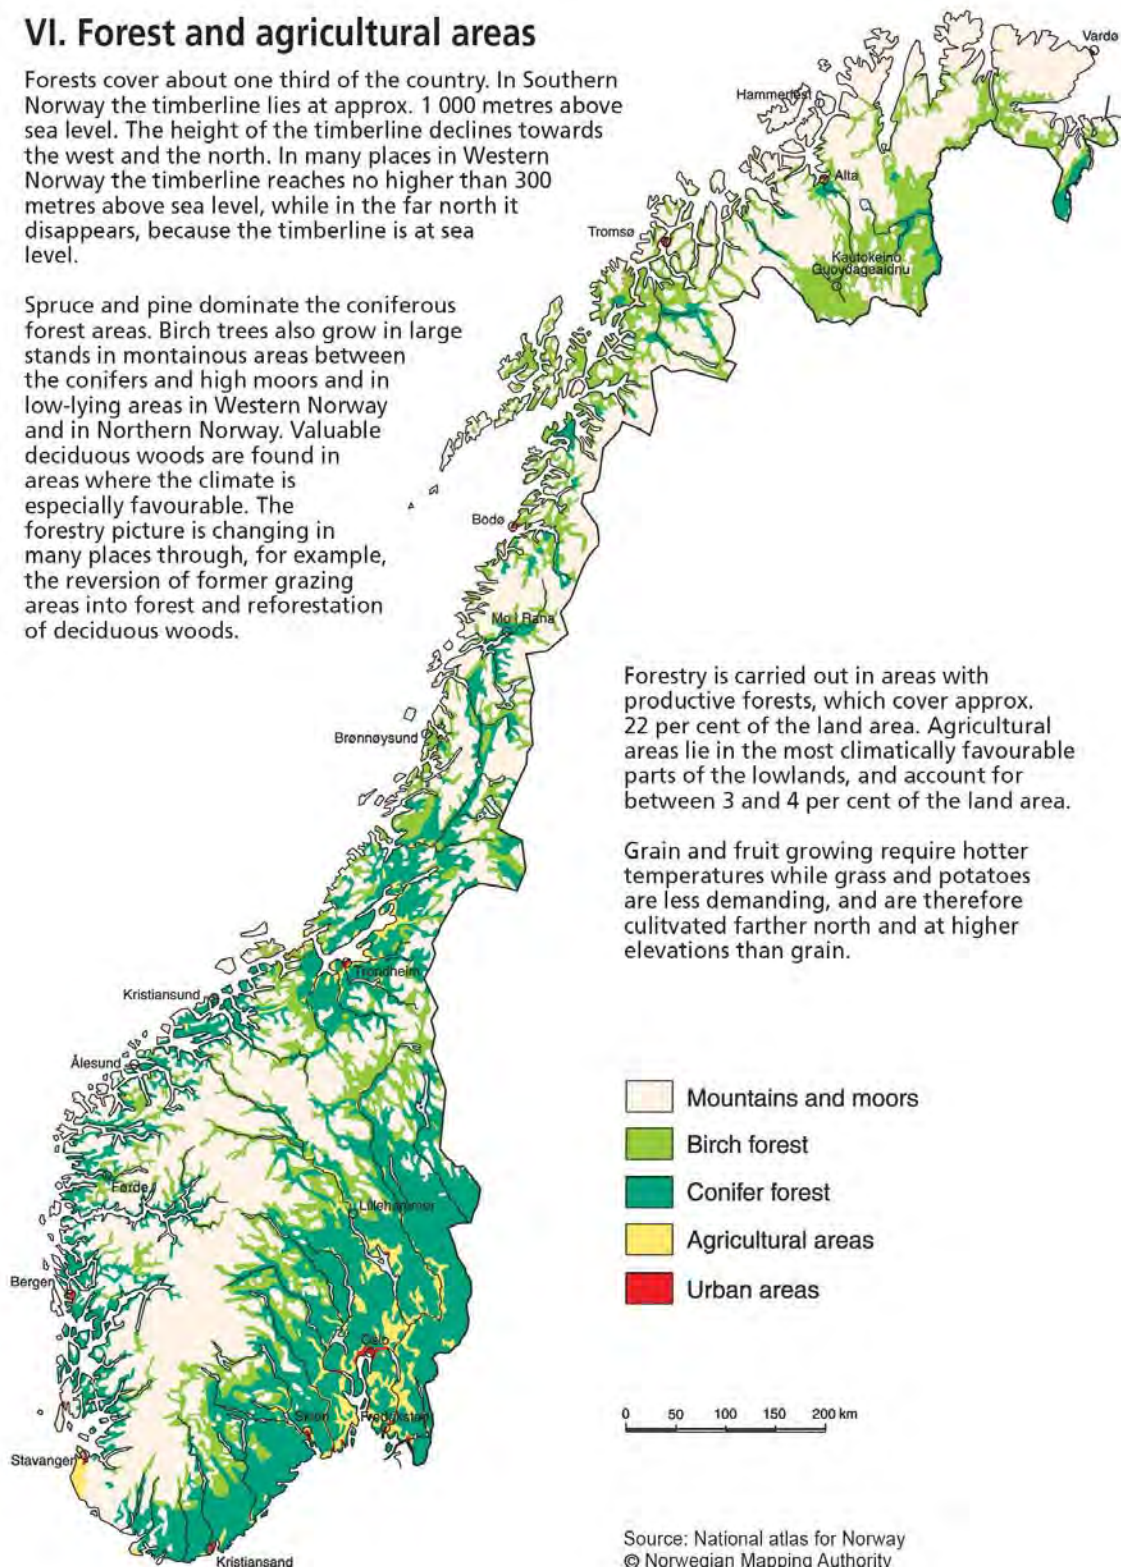 VI. Forest and agricultural areas
Forests cover about one third of the country. In Southern
Norway the timberline lies at approx. 1 000 metres above
sea level. The height of the timberline declines towards
the west and the north. In many places in Western
Norway the timberline reaches no higher than 300
metres above sea level, while in the far north it
disappears, because the timberline is at sea
level.
Spruce and pine dominate the coniferous
forest areas. Birch trees also grow in large
stands in montainous areas between
the conifers and high moors and in
low-lying areas in Western Norway
and in Northern Norway. Valuable
deciduous woods are found in
areas where the climate is
especially favourable. The
forestry picture is changing in
many places through, for example,
the reversion of former grazing
areas into forest and reforestation
of deciduous woods.
Vardø
Hammerfest
Alta
Tromsø
Kautokeino
Guovdageaidnu
Bodø
Mo i Rana
Brønnøysund
Trondheim
Kristiansund
Ålesund
Førde
Lillehammer
Bergen
Oslo
Skien
Fredrikstad
Stavanger
Kristiansand
Forestry is carried out in areas with
productive forests, which cover approx.
22 per cent of the land area. Agricultural
areas lie in the most climatically favourable
parts of the lowlands, and account for
between 3 and 4 per cent of the land area.
Grain and fruit growing require hotter
temperatures while grass and potatoes
are less demanding, and are therefore
culitvated farther north and at higher
elevations than grain.
Mountains and moors
Birch forest
Conifer forest
Agricultural areas
Urban areas
0 50 100 150 200 km
Source: National atlas for Norway
© Norwegian Mapping Authority